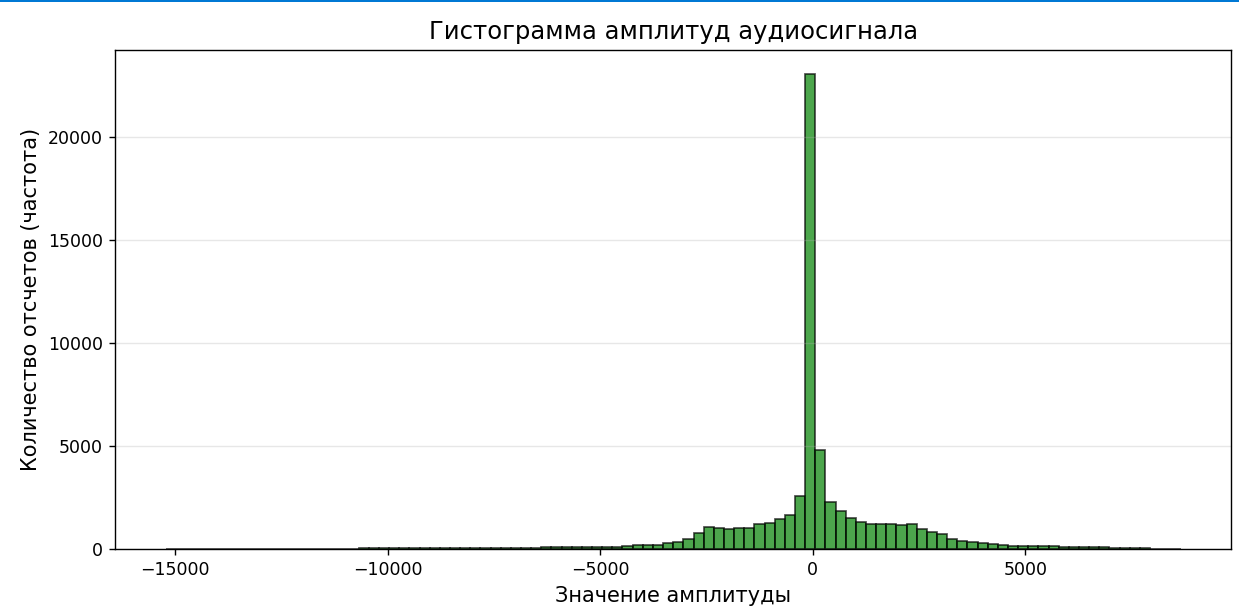 Гистограмма амплитуд аудиосигнала
Количество отсчетов (частота)
20000
15000
10000
5000
0
−15000 −10000 −5000 0 5000
Значение амплитуды